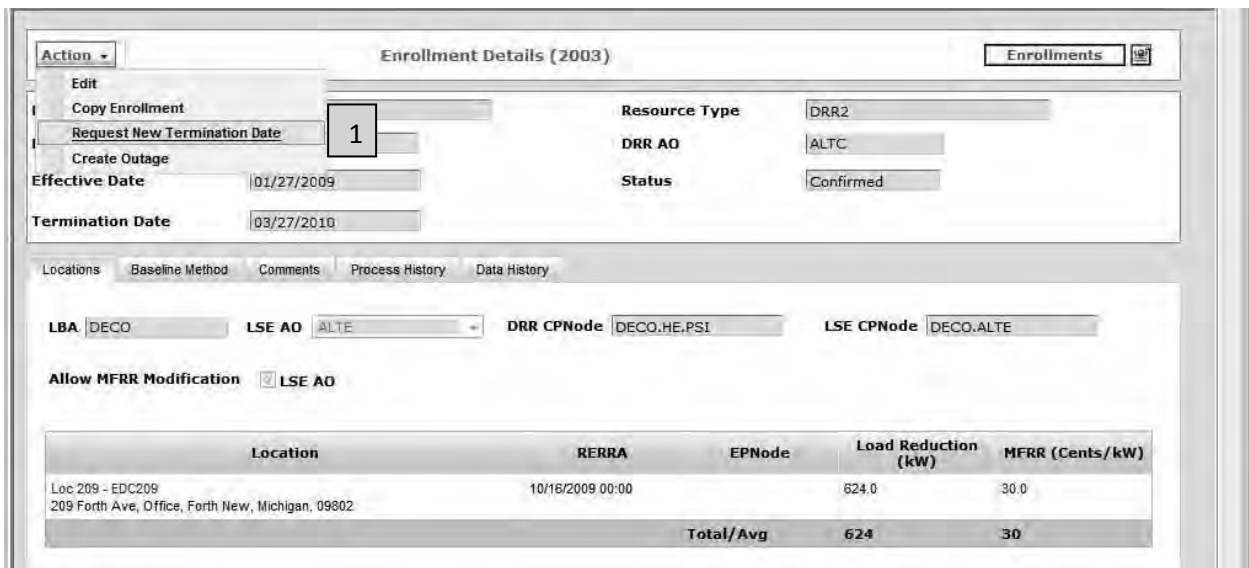 Action
Enrollment Details (2003)
Enrollments
Edit
Copy Enrollment
Request New Termination Date
Create Outage
1
Resource Type DRR2
DRR AO ALTC
Effective Date 01/27/2009 Status Confirmed
Termination Date 03/27/2010
Locations Baseline Method Comments Process History Data History
LBA DECO LSE AO ALTE DRR CPNode DECO.HE.PSI LSE CPNode DECO.ALTE
Allow MFRR Modification LSE AO
Location RERRA EPNode Load Reduction (kW) MFRR (Cents/kW)
Loc 209 - EDC209 10/16/2009 00:00 624.0 30.0
209 Forth Ave, Office, Forth New, Michigan, 09802
Total/Avg 624 30